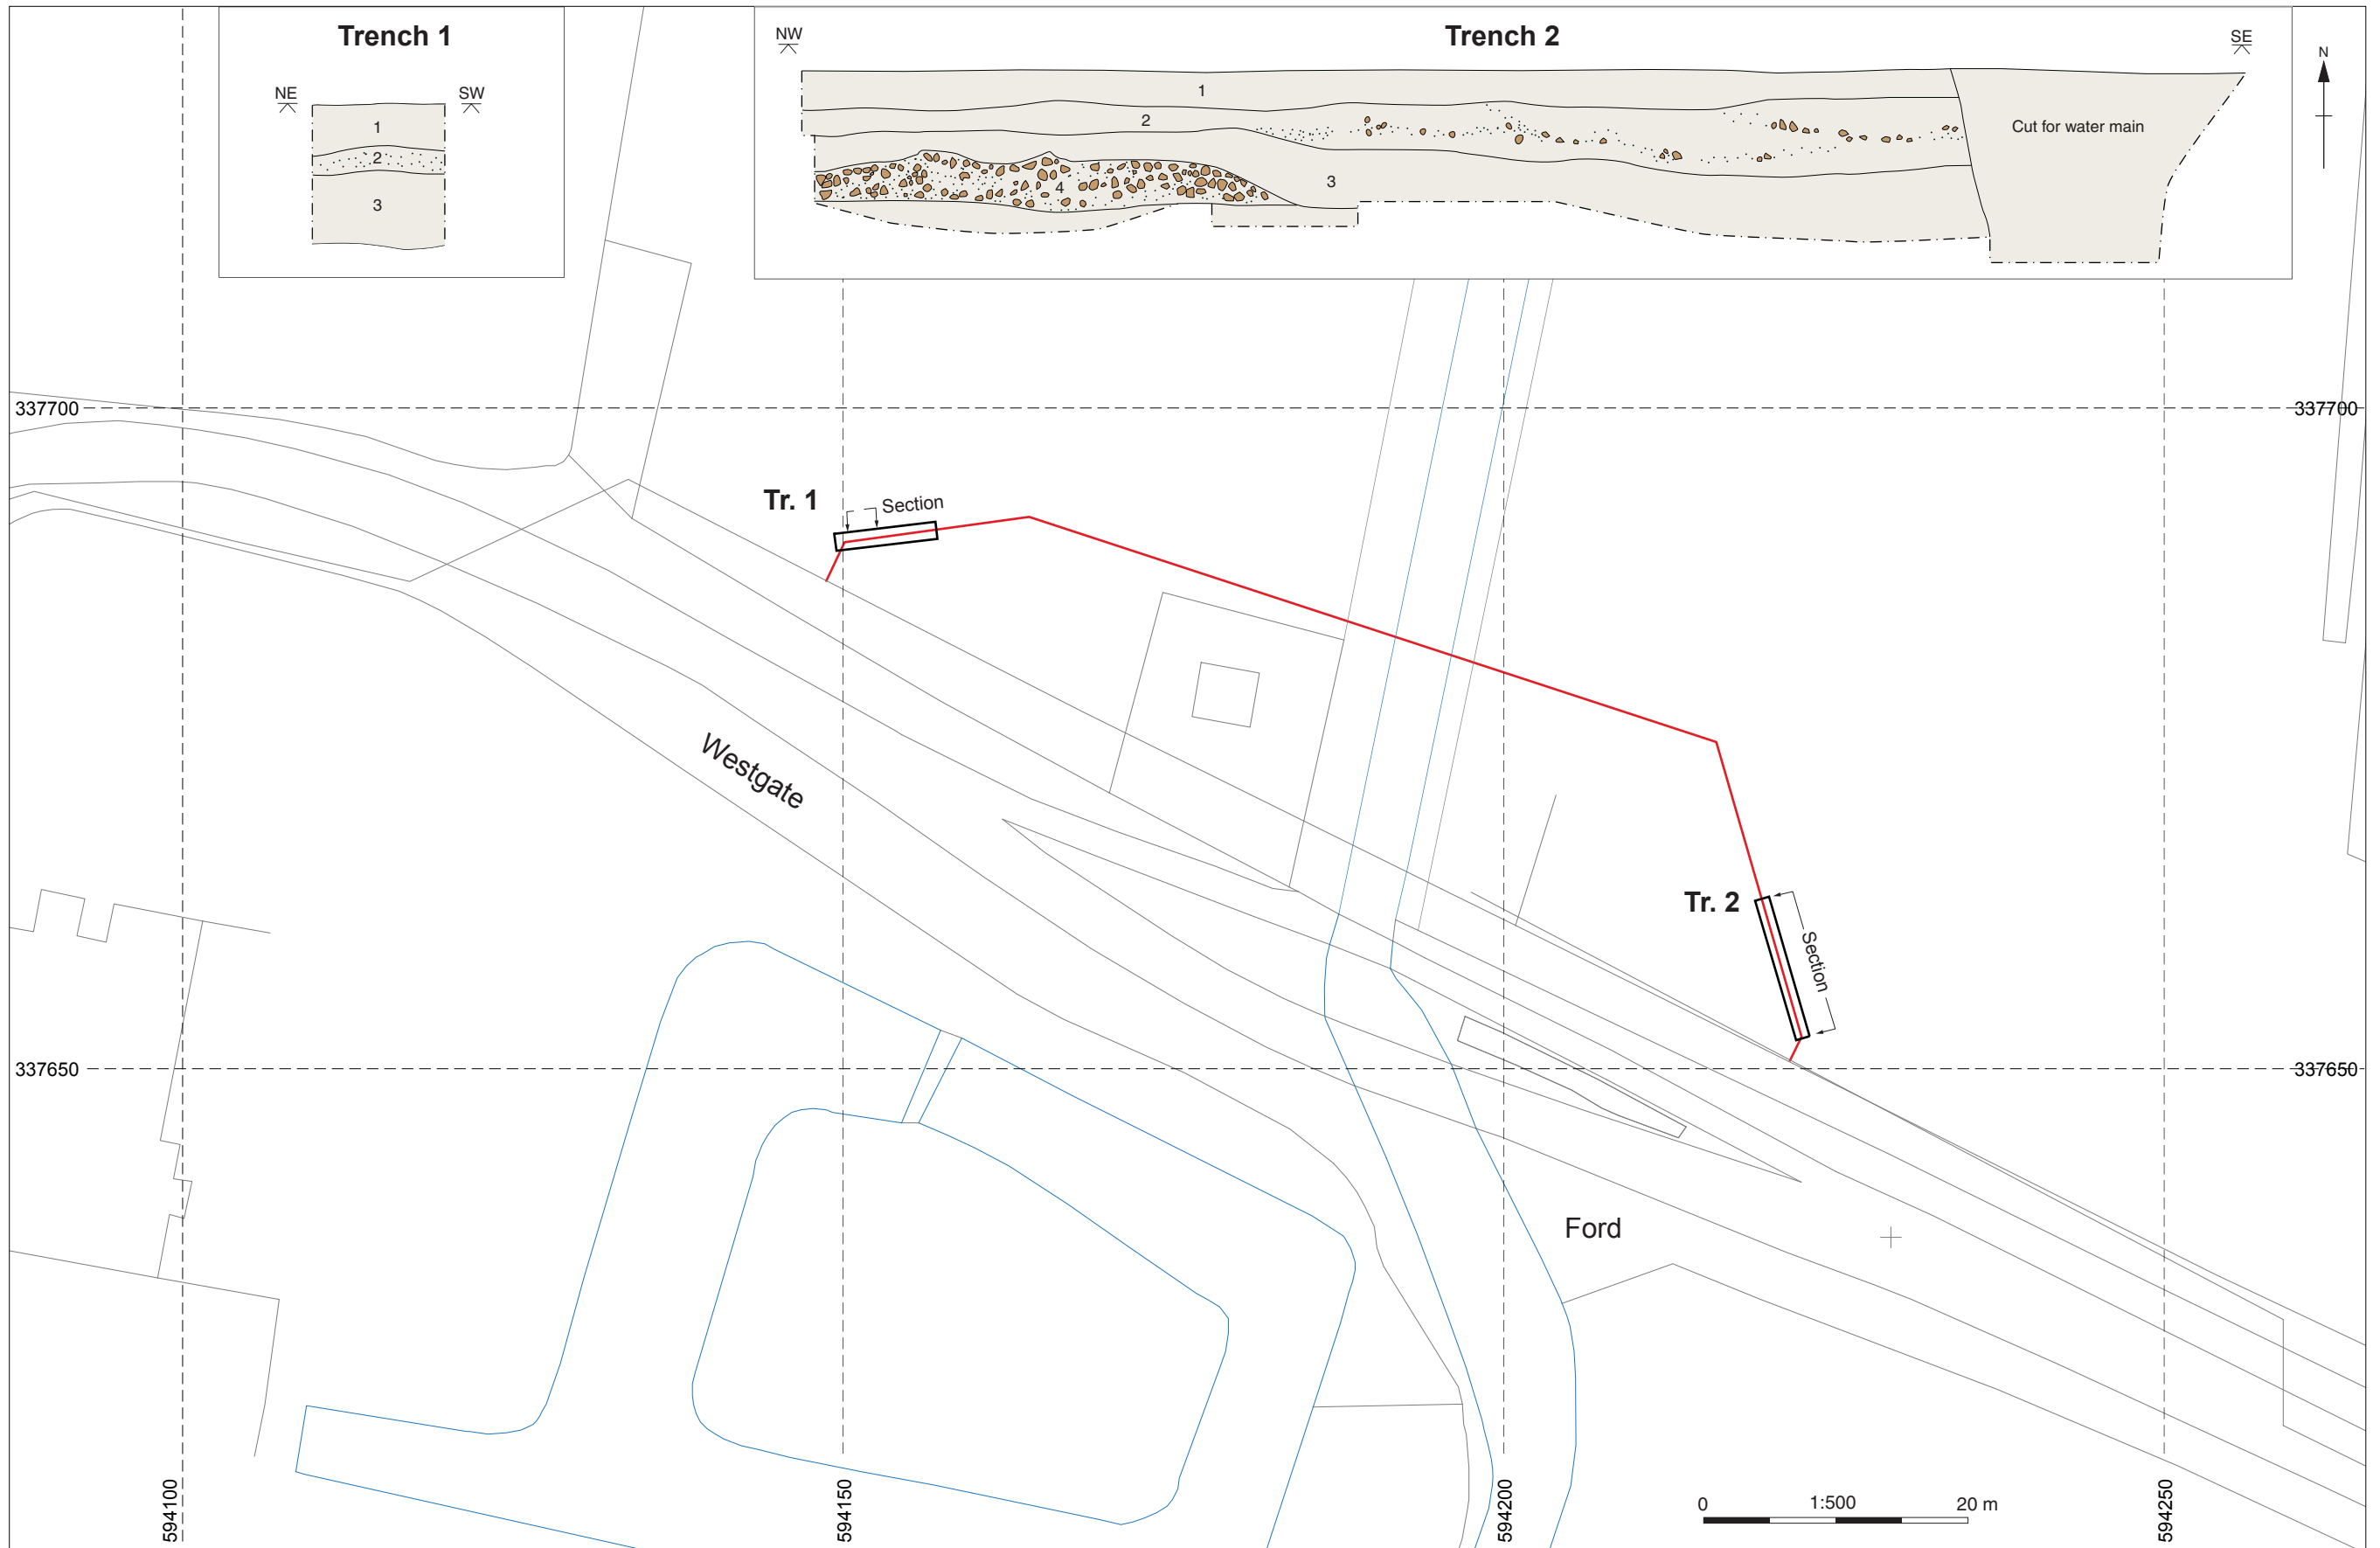 Trench 1
NE
SW
1
2
3
Trench 2
NW
SE
1
2
3
4
Cut for water main
N
337700
337700
Tr. 1
Section
Westgate
Tr. 2
Section
337650
337650
Ford
594100
594150
594200
594250
0
1:500
20 m